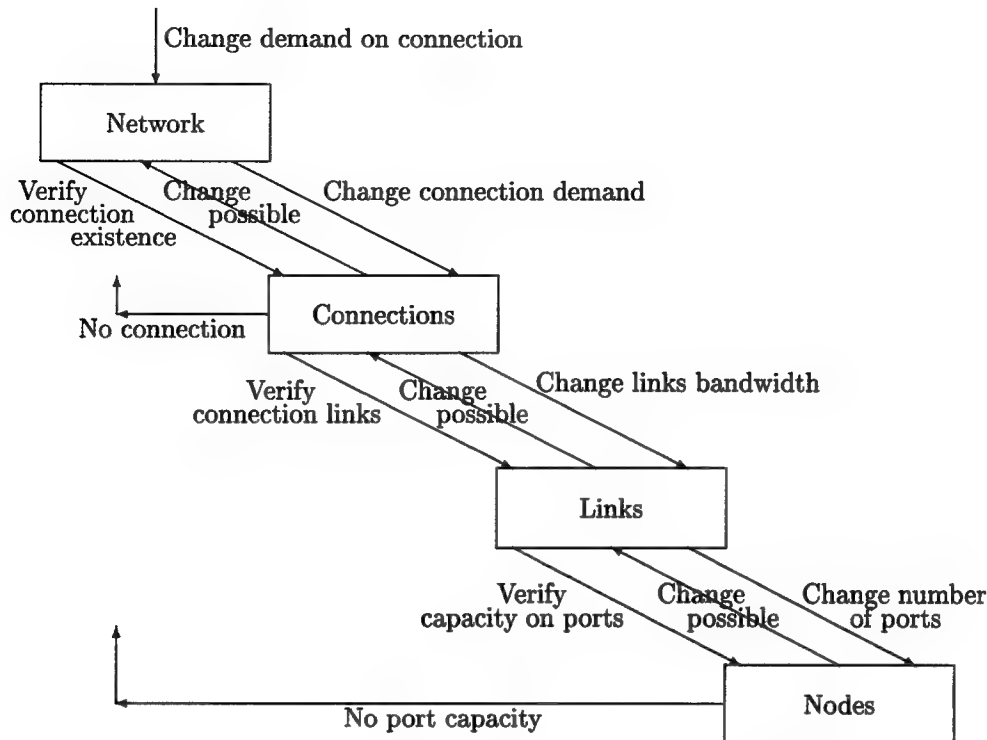 Change demand on connection
Network
Verify
connection
existence
Change
possible
Change connection demand
Connections
No connection
Verify
connection links
Change
possible
Change links bandwidth
Links
Verify
capacity on ports
Change
possible
Change number
of ports
Nodes
No port capacity